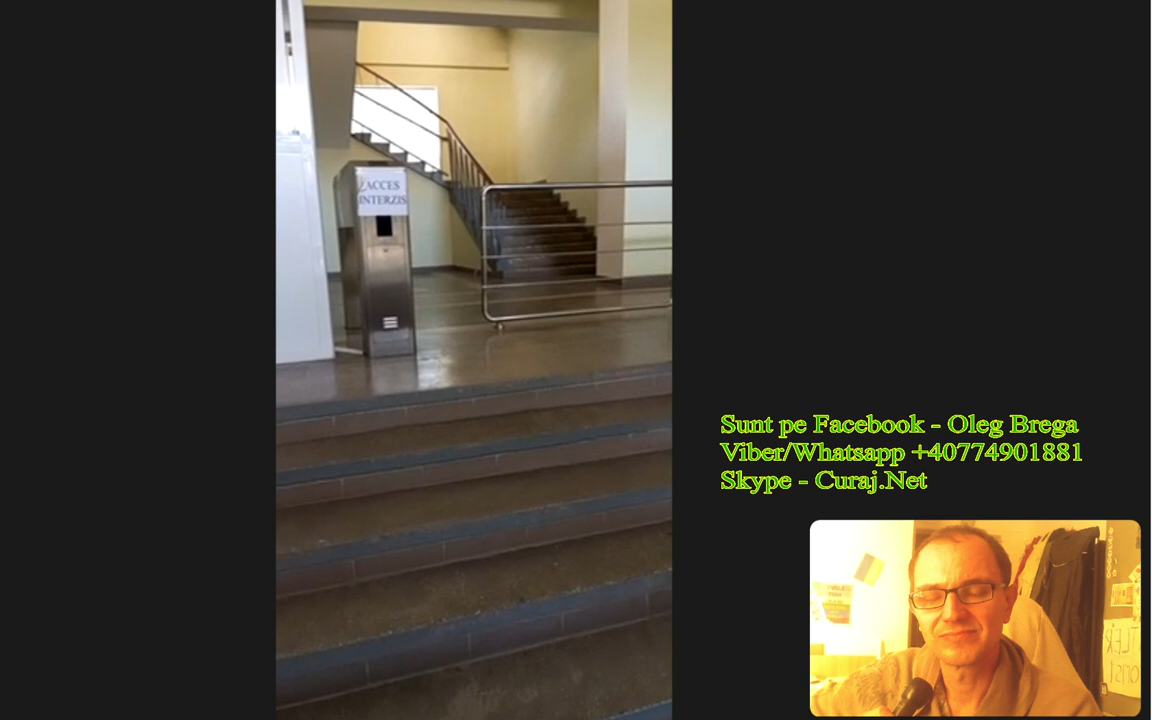 ACCES
INTERZIS
Sunt pe Facebook - Oleg Brega
Viber/Whatsapp +40774901881
Skype - Curaj.Net